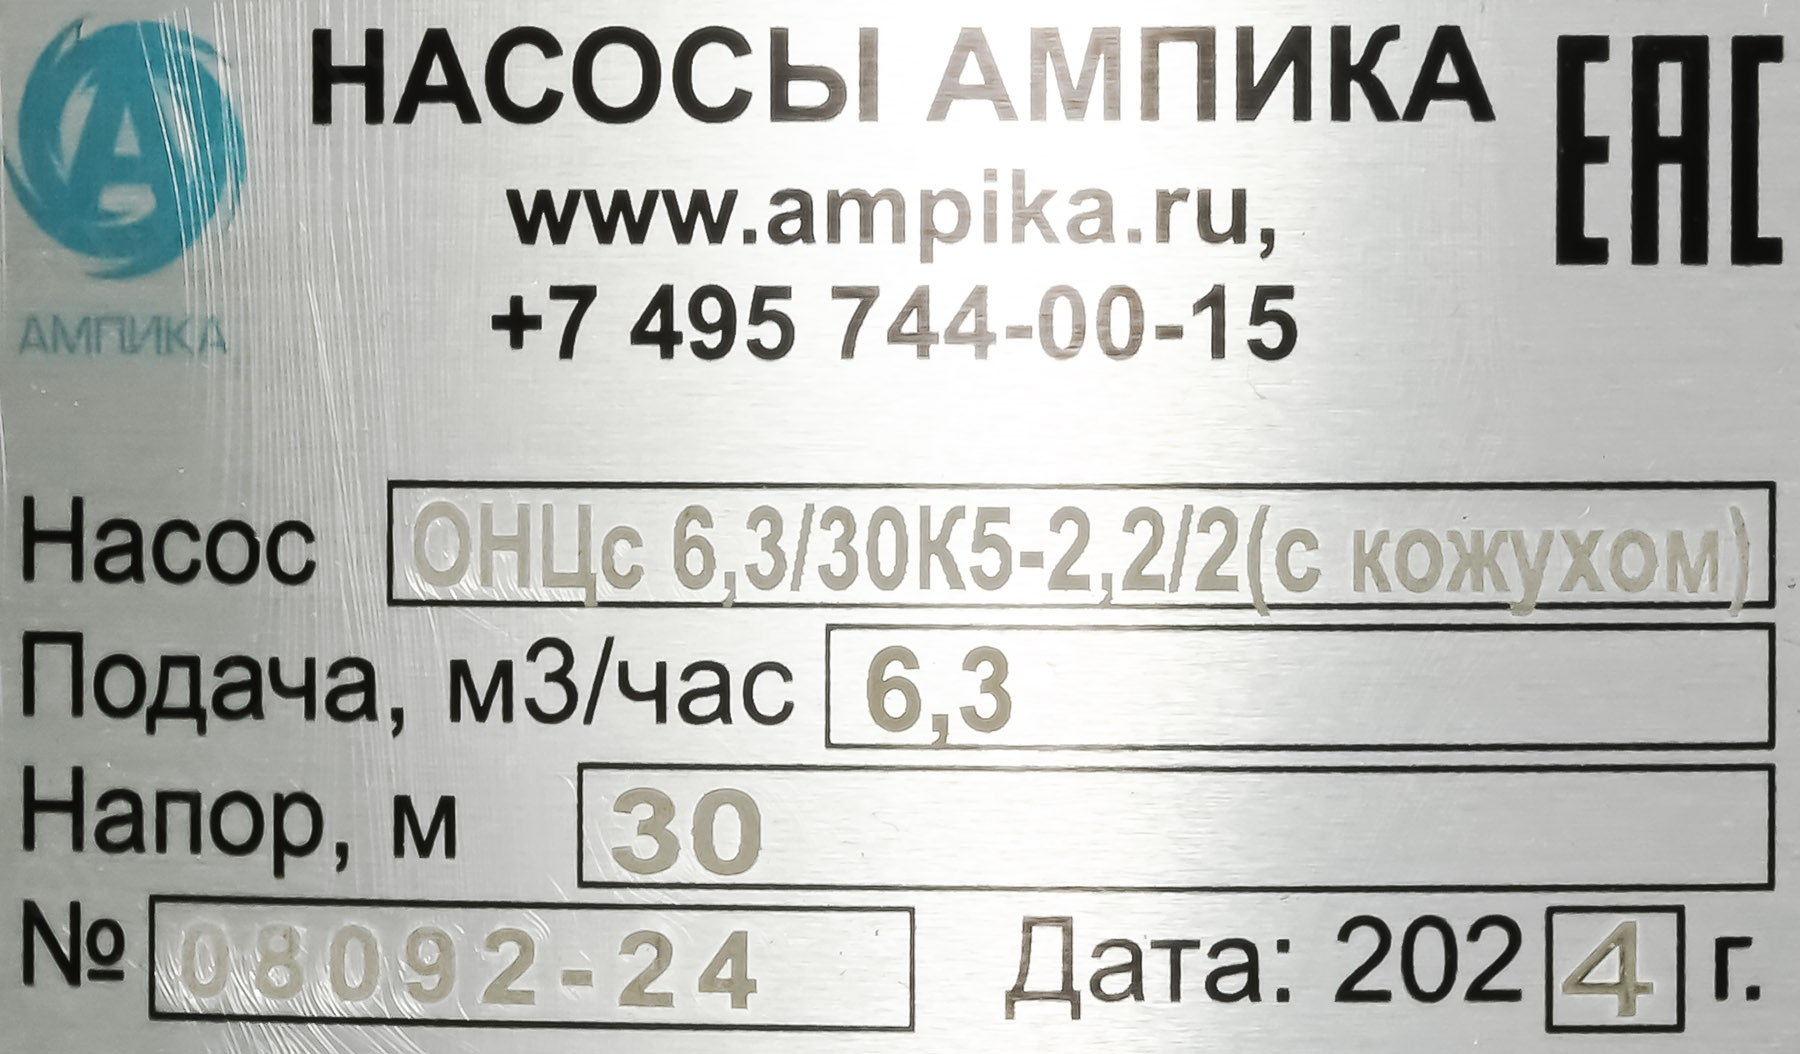 НАСОСЫ АМПИКА
EAC
www.ampika.ru,
+7 495 744-00-15
АМПИКА
Насос ОНЦс 6,3/30К5-2,2/2(с кожухом)
Подача, м3/час 6,3
Напор, м 30
№ 08092-24 Дата: 2024 г.